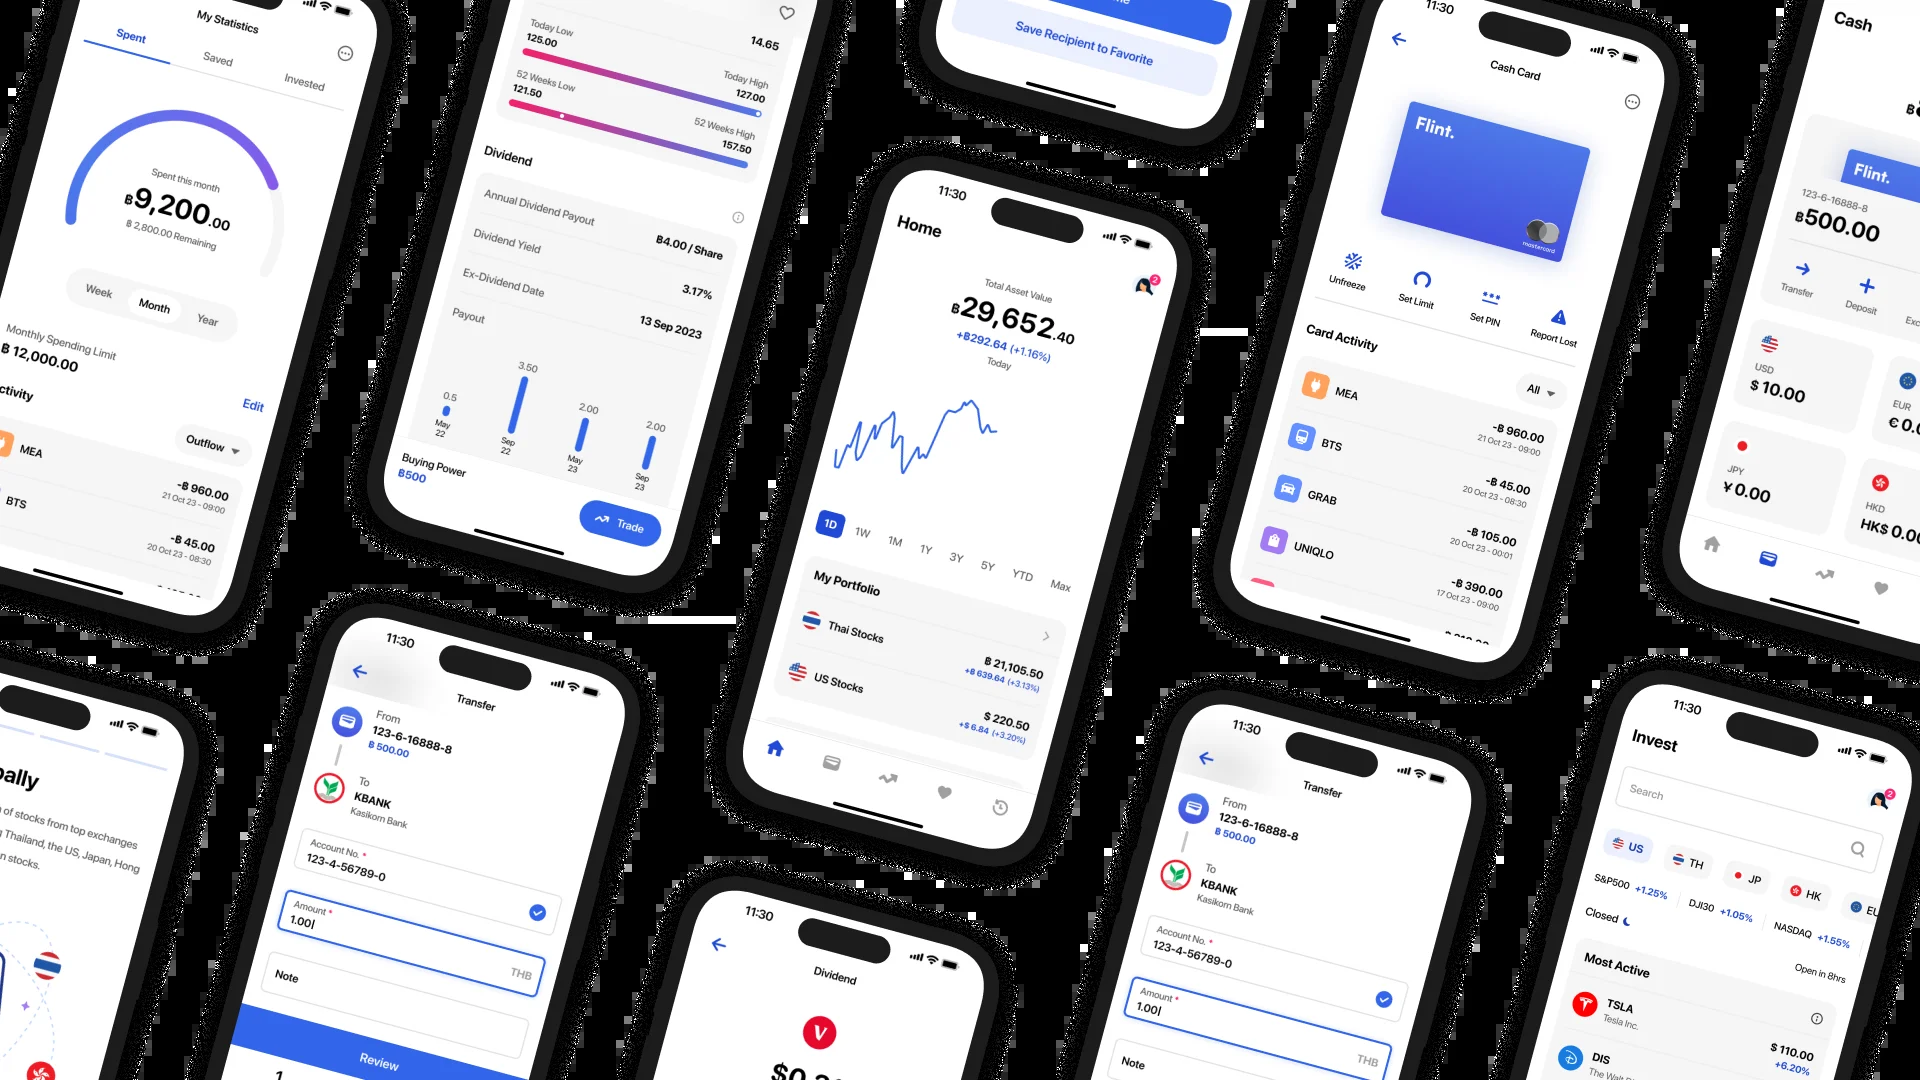 My Statistics
Spent
Saved
Invested
Spent this month
฿9,200.00
฿ 2,800.00 Remaining
Week
Month
Year
Monthly Spending Limit
฿ 12,000.00
Edit
Outflow
MEA
-฿ 960.00
21 Oct 23 - 09:00
BTS
-฿ 45.00
20 Oct 23 - 08:30
14.65
Today Low
125.00
Today High
127.00
52 Weeks Low
121.50
52 Weeks High
157.50
Dividend
Annual Dividend Payout
฿4.00 / Share
Dividend Yield
3.17%
Ex-Dividend Date
13 Sep 2023
Payout
0.5
May
22
3.50
Sep
22
2.00
May
23
2.00
Sep
23
Buying Power
฿500
Trade
Save Recipient to Favorite
11:30
Home
2
Total Asset Value
฿29,652.40
+฿292.64 (+1.16%)
Today
1D
1W
1M
1Y
3Y
5Y
YTD
Max
My Portfolio
Thai Stocks
฿ 21,105.50
+฿ 639.64 (+3.13%)
US Stocks
$ 220.50
+$ 6.84 (+3.20%)
11:30
Cash Card
Flint.
mastercard
Unfreeze
Set Limit
Set PIN
Report Lost
Card Activity
All
MEA
-฿ 960.00
21 Oct 23 - 09:00
BTS
-฿ 45.00
20 Oct 23 - 08:30
GRAB
-฿ 105.00
20 Oct 23 - 00:01
UNIQLO
-฿ 390.00
17 Oct 23 - 09:00
Cash
Flint.
123-6-16888-8
฿500.00
Transfer
Deposit
USD
$ 10.00
EUR
JPY
¥ 0.00
HKD
of stocks from top exchanges
Thailand, the US, Japan, Hong
stocks.
11:30
Transfer
From
123-6-16888-8
฿ 500.00
To
KBANK
Kasikorn Bank
Account No. *
123-4-56789-0
Amount *
1.00
THB
Note
Review
1
11:30
Dividend
V
11:30
Transfer
From
123-6-16888-8
฿ 500.00
To
KBANK
Kasikorn Bank
Account No. *
123-4-56789-0
Amount *
1.00
THB
Note
11:30
Invest
2
Search
US
TH
JP
HK
EU
S&P500 +1.25%
DJI30 +1.05%
NASDAQ +1.55%
Closed
Open in 8hrs
Most Active
TSLA
Tesla Inc.
$ 110.00
+6.20%
DIS